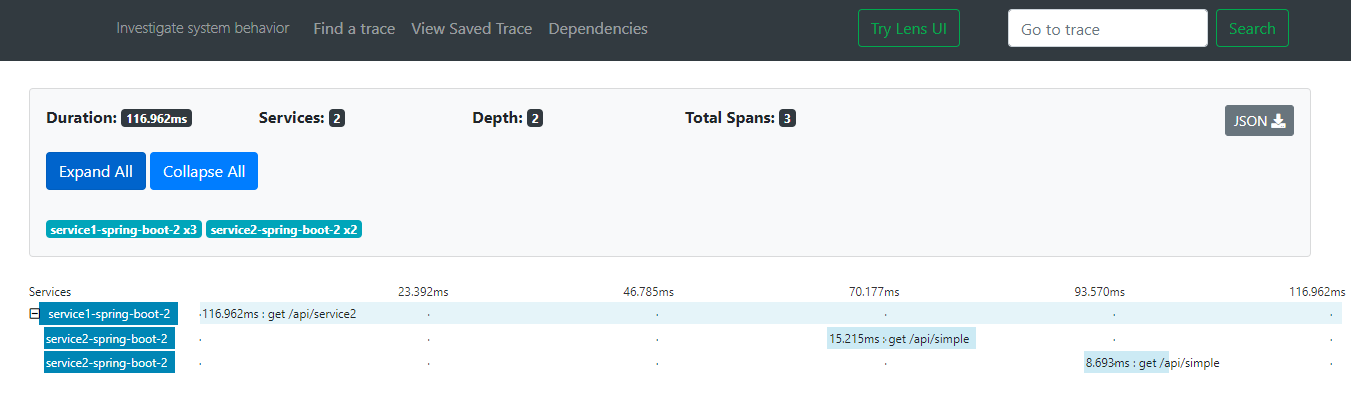 Investigate system behavior Find a trace View Saved Trace Dependencies Try Lens UI Go to trace Search
Duration: 116.962ms Services: 2 Depth: 2 Total Spans: 3 JSON
Expand All Collapse All
service1-spring-boot-2 x3 service2-spring-boot-2 x2
Services 23.392ms 46.785ms 70.177ms 93.570ms 116.962ms
service1-spring-boot-2 116.962ms : get /api/service2
service2-spring-boot-2 15.215ms : get /api/simple
service2-spring-boot-2 8.693ms : get /api/simple